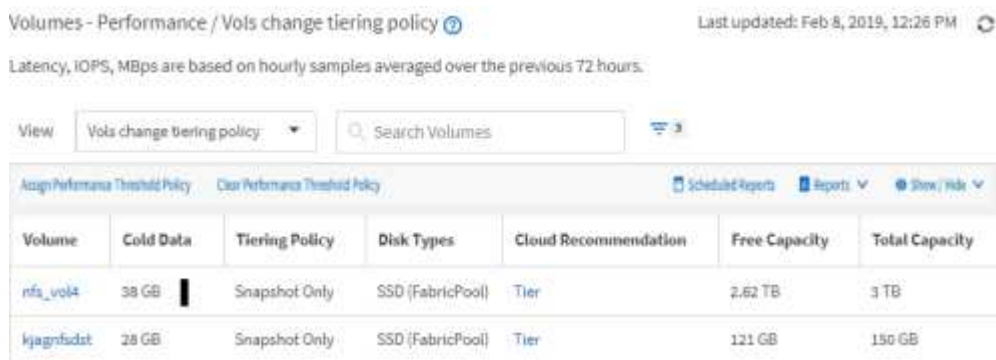 Volumes - Performance / Vols change tiering policy ?
Last updated: Feb 8, 2019, 12:26 PM
Latency, IOPS, MBps are based on hourly samples averaged over the previous 72 hours.
View Vols change tiering policy Search Volumes 3
Assign Performance Threshold Policy Clear Performance Threshold Policy Scheduled Reports Reports Show / Hide
Volume Cold Data Tiering Policy Disk Types Cloud Recommendation Free Capacity Total Capacity
nfs_vol4 38 GB Snapshot Only SSD (FabricPool) Tier 2.62 TB 3 TB
kjagnfsdst 28 GB Snapshot Only SSD (FabricPool) Tier 121 GB 150 GB